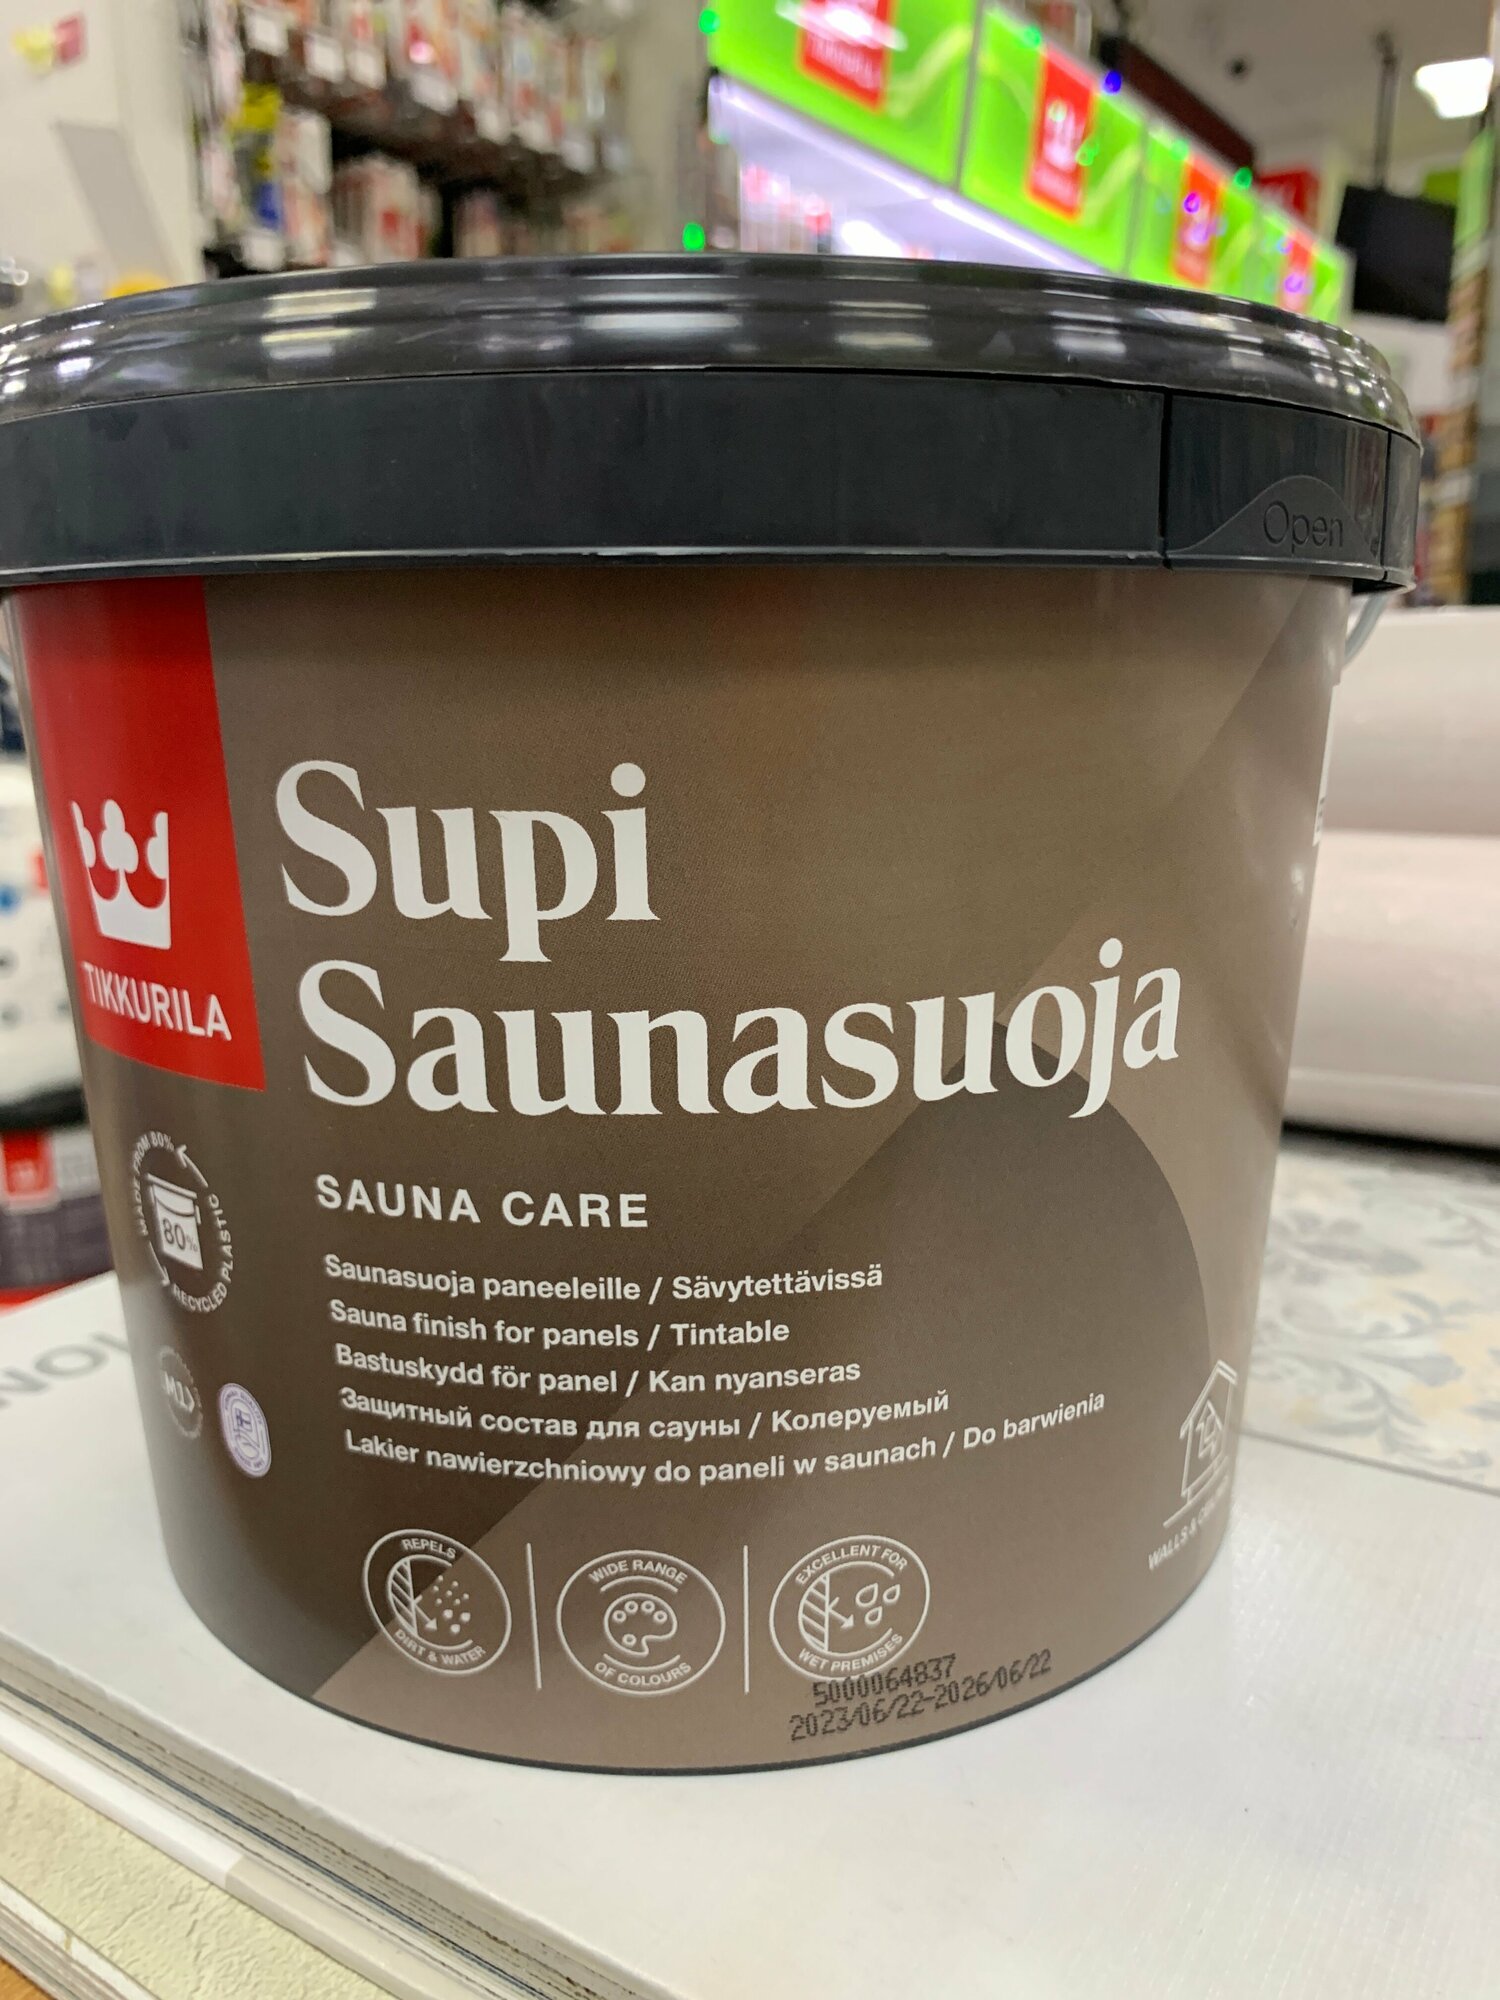 Open
TIKKURILA
Supi
Saunasuoja
SAUNA CARE
Saunasuoja paneeleille / Sävytettävissä
Sauna finish for panels / Tintable
Bastuskydd för panel / Kan nyanseras
Защитный состав для сауны / Колеруемый
Lakier nawierzchniowy do paneli w saunach / Do barwienia
MADE FROM 80%
RECYCLED PLASTIC
80%
M1
REPELS
DIRT & WATER
WIDE RANGE
OF COLOURS
EXCELLENT FOR
WET PREMISES
WALLS &
5000064837
2023/06/22-2026/06/22